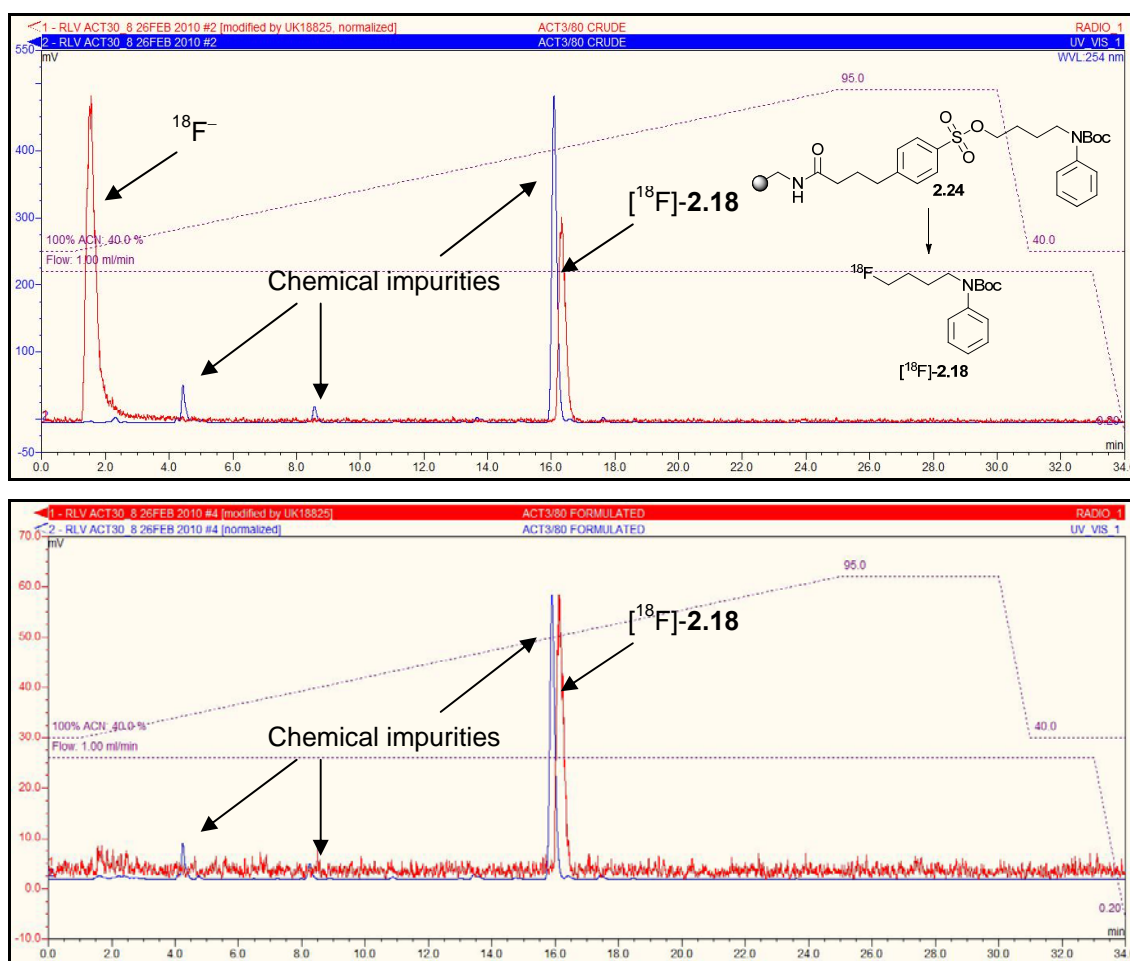 1 - RLV ACT30_8 26FEB 2010 #2 [modified by UK18825, normalized] ACT3/80 CRUDE RADIO_1
2 - RLV ACT30_8 26FEB 2010 #2 ACT3/80 CRUDE UV_VIS_1
550 mV WVL:254 nm
95.0
18F–
400
O O S O O NBoc
N H
2.24
[18F]-2.18
300
100% ACN: 40.0 % 40.0
Flow: 1.00 ml/min
Chemical impurities
18F NBoc
200
[18F]-2.18
100
2 0.20
-50 min
0.0 2.0 4.0 6.0 8.0 10.0 12.0 14.0 16.0 18.0 20.0 22.0 24.0 26.0 28.0 30.0 32.0 34.0
1 - RLV ACT30_8 26FEB 2010 #4 [modified by UK18825] ACT3/80 FORMULATED RADIO_1
2 - RLV ACT30_8 26FEB 2010 #4 [normalized] ACT3/80 FORMULATED UV_VIS_1
70.0 mV
95.0
60.0
[18F]-2.18
50.0
40.0
100% ACN: 40.0 % 40.0
Chemical impurities
30.0
Flow: 1.00 ml/min
20.0
10.0
0.0
0.20
-10.0 min
0.0 2.0 4.0 6.0 8.0 10.0 12.0 14.0 16.0 18.0 20.0 22.0 24.0 26.0 28.0 30.0 32.0 34.0